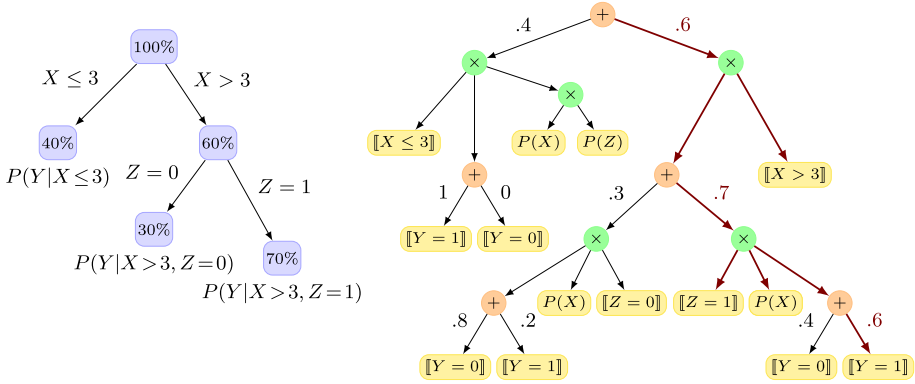 100%
X ≤ 3
X > 3
40%
60%
P(Y|X≤3)
Z = 0
Z = 1
30%
70%
P(Y|X>3, Z=0)
P(Y|X>3, Z=1)
+
.4
.6
×
×
×
⟦X ≤ 3⟧
P(X)
P(Z)
+
1
0
⟦Y = 1⟧
⟦Y = 0⟧
+
⟦X > 3⟧
.3
.7
×
×
+
P(X)
⟦Z = 0⟧
⟦Z = 1⟧
P(X)
+
.8
.2
.4
.6
⟦Y = 0⟧
⟦Y = 1⟧
⟦Y = 0⟧
⟦Y = 1⟧